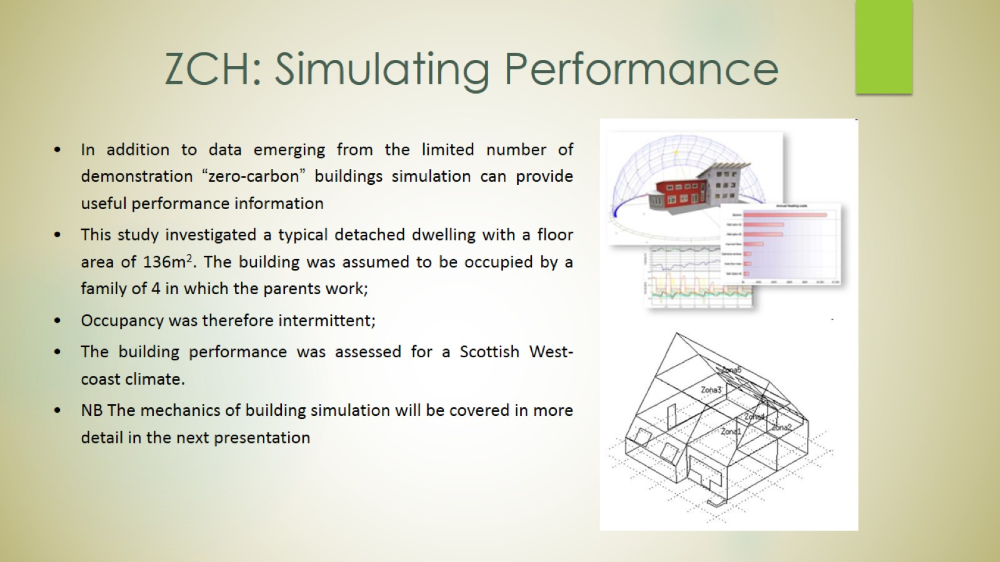 ZCH: Simulating Performance
• In addition to data emerging from the limited number of
demonstration “zero-carbon” buildings simulation can provide
useful performance information
• This study investigated a typical detached dwelling with a floor
area of 136m². The building was assumed to be occupied by a
family of 4 in which the parents work;
• Occupancy was therefore intermittent;
• The building performance was assessed for a Scottish West-
coast climate.
• NB The mechanics of building simulation will be covered in more
detail in the next presentation
Annual Heating costs
Zona5
Zona3
Zona4
Zona1
Zona2